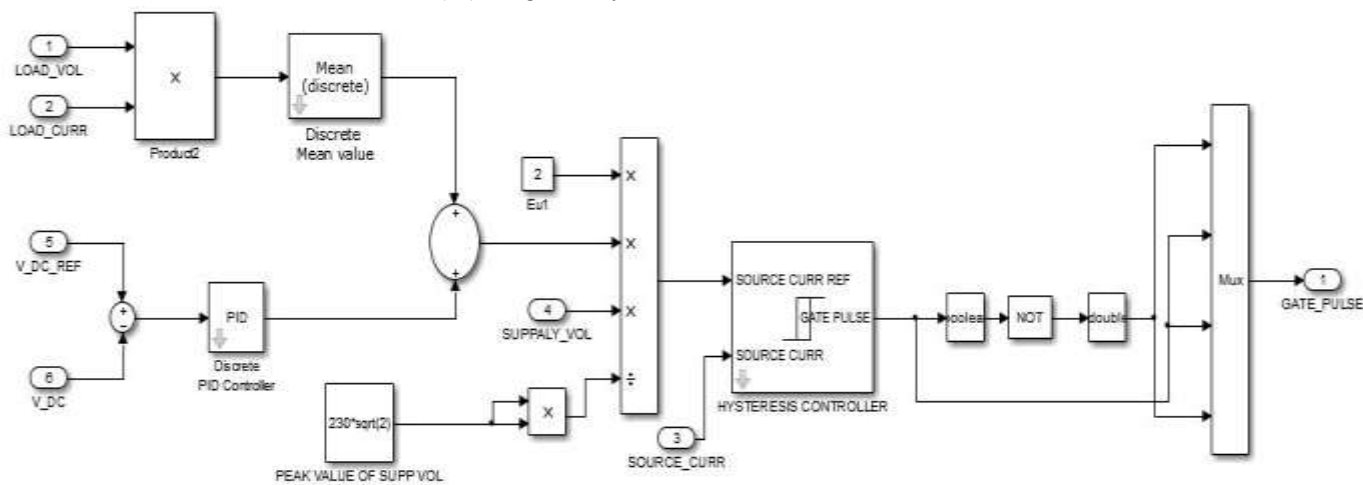 1
LOAD_VOL
2
LOAD_CURR
X
Product2
Mean
(discrete)
Discrete
Mean value
+
+
5
V_DC_REF
6
V_DC
+
−
PID
Discrete
PID Controller
2
Eu1
4
SUPPALY_VOL
230*sqrt(2)
PEAK VALUE OF SUPP VOL
X
X
X
X
÷
3
SOURCE_CURR
SOURCE CURR REF
GATE PULSE
SOURCE CURR
HYSTERESIS CONTROLLER
oolea
NOT
double
Mux
1
GATE_PULSE